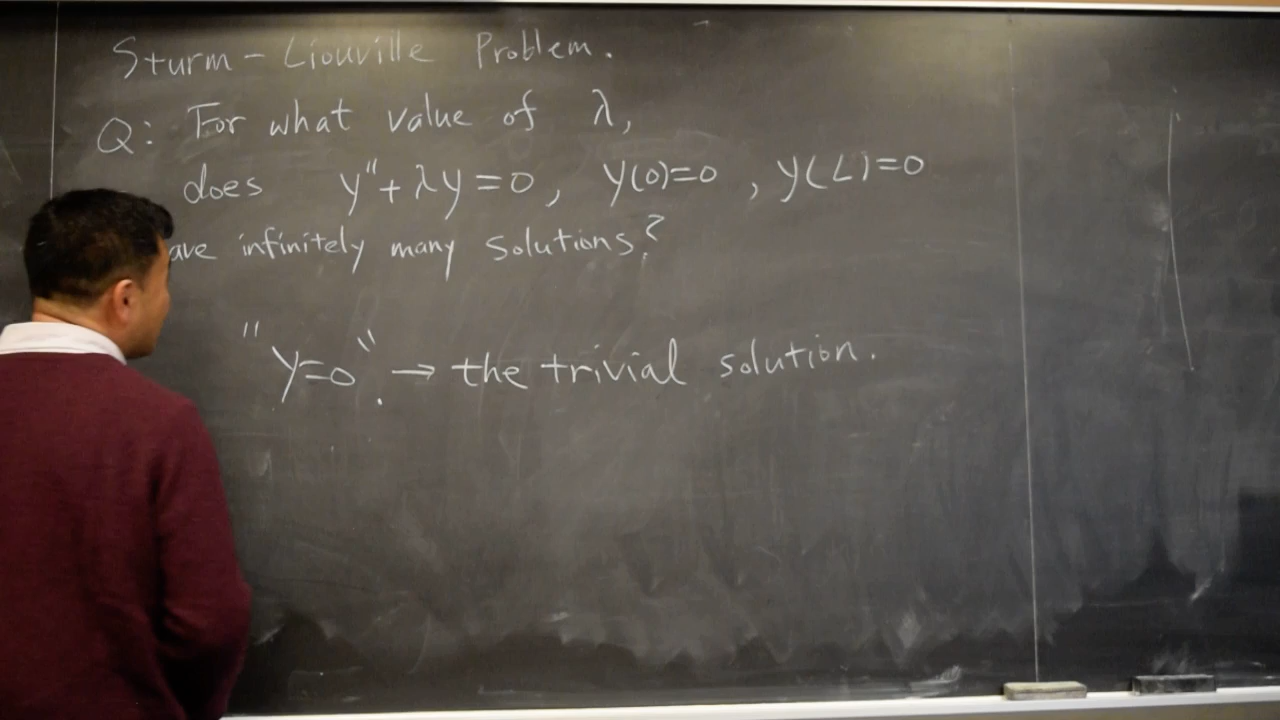 Sturm - Liouville Problem.
Q: For what value of λ,
does y" + λy = 0, y(0)=0, y(L)=0
ave infinitely many solutions?
"y=0". → the trivial solution.